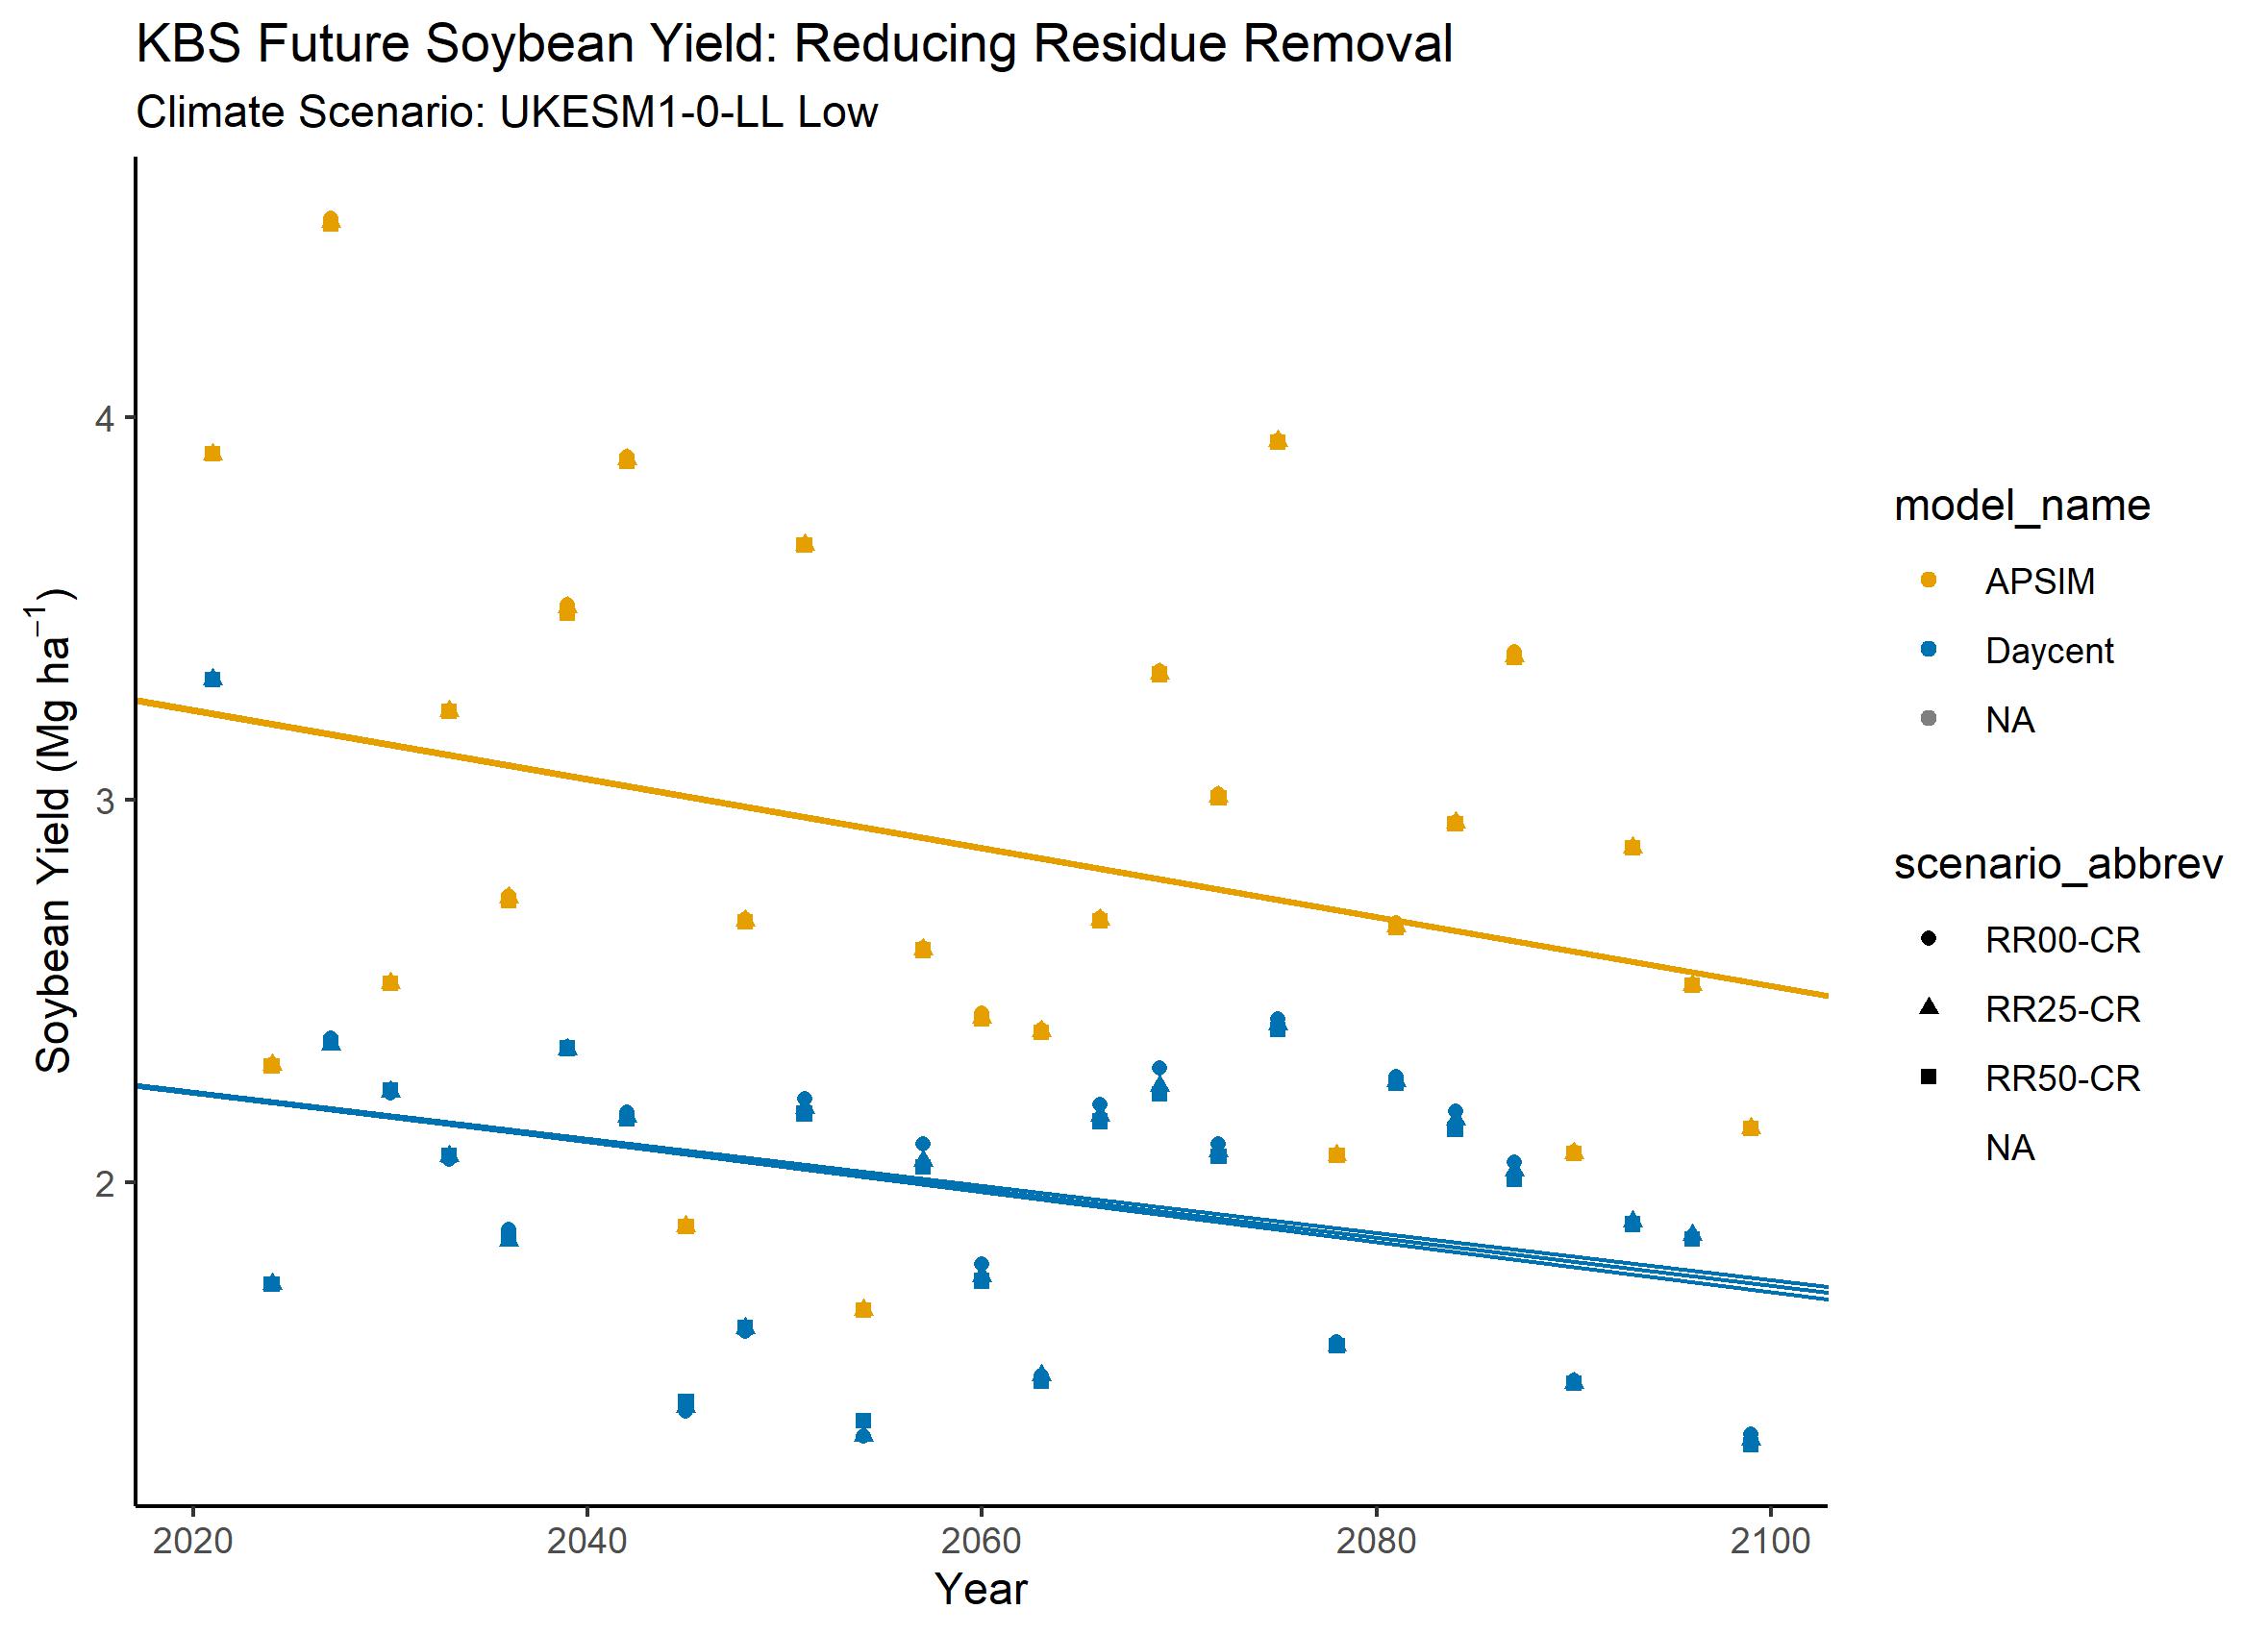 KBS Future Soybean Yield: Reducing Residue Removal
Climate Scenario: UKESM1-0-LL Low
Soybean Yield (Mg ha⁻¹)
4
3
2
2020
2040
2060
2080
2100
Year
model_name
APSIM
Daycent
NA
scenario_abbrev
RR00-CR
RR25-CR
RR50-CR
NA